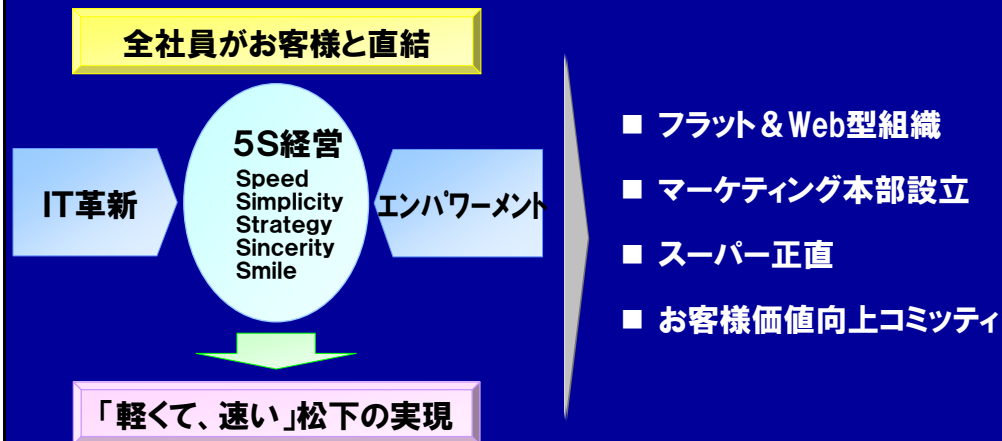 全社員がお客様と直結
5S経営
Speed
Simplicity
Strategy
Sincerity
Smile
IT革新
エンパワーメント
「軽くて、速い」松下の実現
■ フラット＆Web型組織
■ マーケティング本部設立
■ スーパー正直
■ お客様価値向上コミッティ